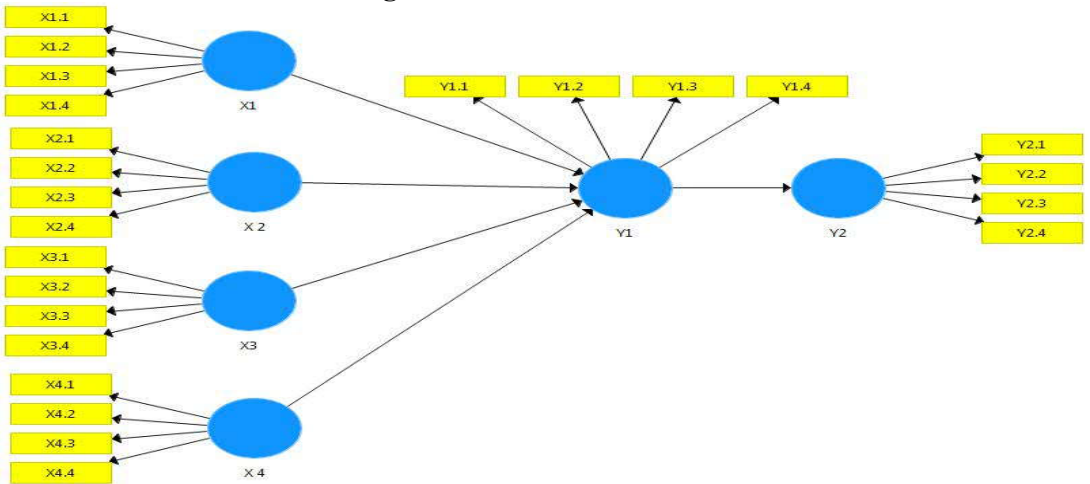 X1.1
X1.2
X1.3
X1.4
X1
X2.1
X2.2
X2.3
X2.4
X 2
X3.1
X3.2
X3.3
X3.4
X3
X4.1
X4.2
X4.3
X4.4
X 4
Y1.1
Y1.2
Y1.3
Y1.4
Y1
Y2
Y2.1
Y2.2
Y2.3
Y2.4